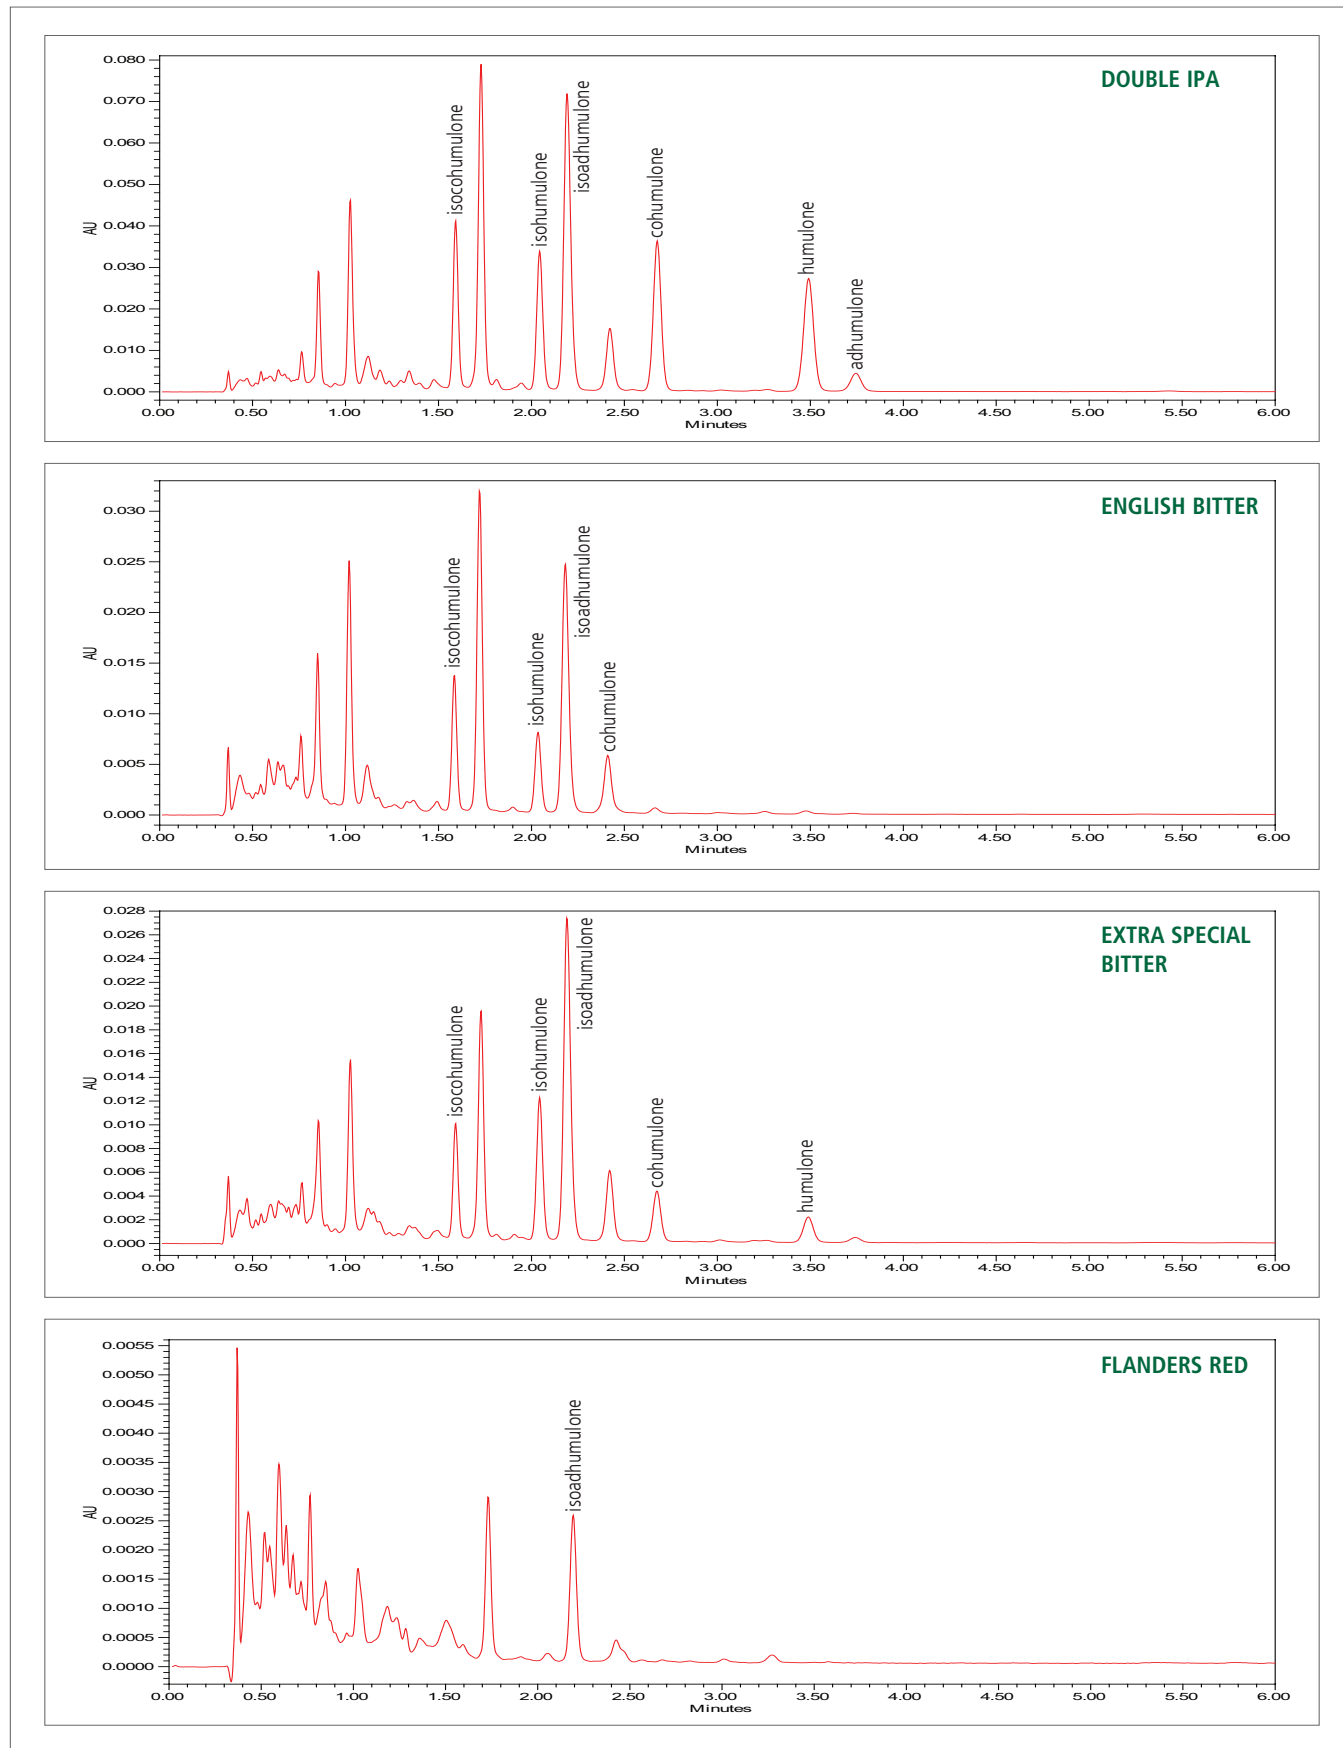 DOUBLE IPA
0.080
0.070
0.060
0.050
0.040
0.030
0.020
0.010
0.000
AU
isocohumulone
isohumulone
isoadhumulone
cohumulone
humulone
adhumulone
0.00 0.50 1.00 1.50 2.00 2.50 3.00 3.50 4.00 4.50 5.00 5.50 6.00
Minutes
ENGLISH BITTER
0.030
0.025
0.020
0.015
0.010
0.005
0.000
AU
isocohumulone
isohumulone
isoadhumulone
cohumulone
0.00 0.50 1.00 1.50 2.00 2.50 3.00 3.50 4.00 4.50 5.00 5.50 6.00
Minutes
EXTRA SPECIAL
BITTER
0.028
0.026
0.024
0.022
0.020
0.018
0.016
0.014
0.012
0.010
0.008
0.006
0.004
0.002
0.000
AU
isocohumulone
isohumulone
isoadhumulone
cohumulone
humulone
0.00 0.50 1.00 1.50 2.00 2.50 3.00 3.50 4.00 4.50 5.00 5.50 6.00
Minutes
FLANDERS RED
0.0055
0.0050
0.0045
0.0040
0.0035
0.0030
0.0025
0.0020
0.0015
0.0010
0.0005
0.0000
AU
isoadhumulone
0.00 0.50 1.00 1.50 2.00 2.50 3.00 3.50 4.00 4.50 5.00 5.50 6.00
Minutes